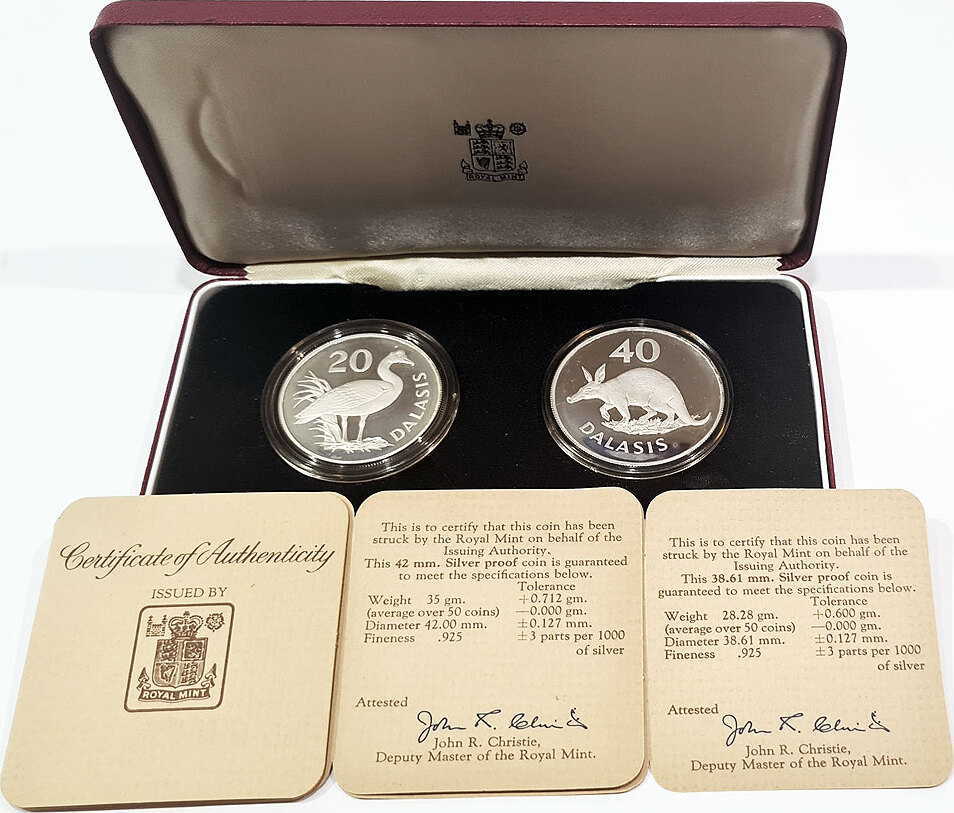 ROYAL MINT
20
DALASIS
40
DALASIS
Certificate of Authenticity
ISSUED BY
ROYAL MINT
This is to certify that this coin has been
struck by the Royal Mint on behalf of the
Issuing Authority.
This 42 mm. Silver proof coin is guaranteed
to meet the specifications below.
Tolerance
Weight 35 gm. +0.712 gm.
(average over 50 coins) —0.000 gm.
Diameter 42.00 mm. ±0.127 mm.
Fineness .925 ±3 parts per 1000
of silver
Attested
John R. Christie
John R. Christie,
Deputy Master of the Royal Mint.
This is to certify that this coin has been
struck by the Royal Mint on behalf of the
Issuing Authority.
This 38.61 mm. Silver proof coin is
guaranteed to meet the specifications below.
Tolerance
Weight 28.28 gm. +0.600 gm.
(average over 50 coins) —0.000 gm.
Diameter 38.61 mm. ±0.127 mm.
Fineness .925 ±3 parts per 1000
of silver
Attested
John R. Christie
John R. Christie,
Deputy Master of the Royal Mint.